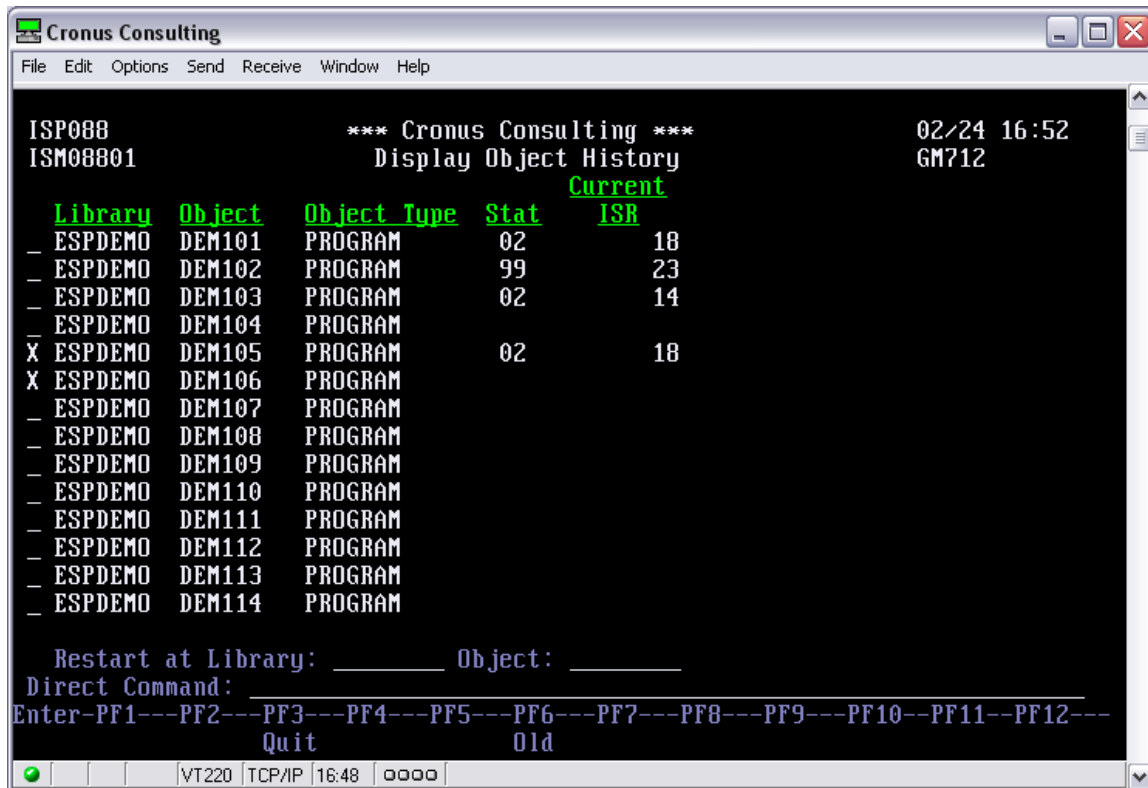 Cronus Consulting
File Edit Options Send Receive Window Help
ISP088 *** Cronus Consulting *** 02/24 16:52
ISM08801 Display Object History GM712
Current
Library Object Object Type Stat ISR
_ ESPDEMO DEM101 PROGRAM 02 18
_ ESPDEMO DEM102 PROGRAM 99 23
_ ESPDEMO DEM103 PROGRAM 02 14
_ ESPDEMO DEM104 PROGRAM
X ESPDEMO DEM105 PROGRAM 02 18
X ESPDEMO DEM106 PROGRAM
_ ESPDEMO DEM107 PROGRAM
_ ESPDEMO DEM108 PROGRAM
_ ESPDEMO DEM109 PROGRAM
_ ESPDEMO DEM110 PROGRAM
_ ESPDEMO DEM111 PROGRAM
_ ESPDEMO DEM112 PROGRAM
_ ESPDEMO DEM113 PROGRAM
_ ESPDEMO DEM114 PROGRAM
Restart at Library: ________ Object: ________
Direct Command: ____________________________________________________________
Enter-PF1---PF2---PF3---PF4---PF5---PF6---PF7---PF8---PF9---PF10--PF11--PF12---
Quit Old
VT220 TCP/IP 16:48